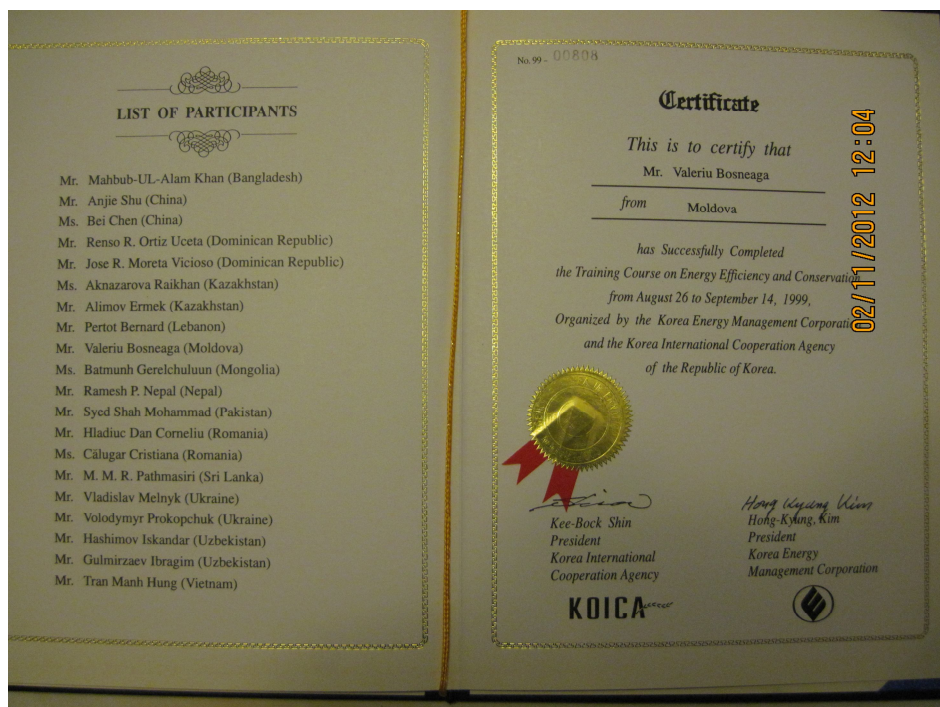 LIST OF PARTICIPANTS
Mr. Mahbub-UL-Alam Khan (Bangladesh)
Mr. Anjie Shu (China)
Ms. Bei Chen (China)
Mr. Renso R. Ortiz Uceta (Dominican Republic)
Mr. Jose R. Moreta Vicioso (Dominican Republic)
Ms. Aknazarova Raikhan (Kazakhstan)
Mr. Alimov Ermek (Kazakhstan)
Mr. Pertot Bernard (Lebanon)
Mr. Valeriu Bosneaga (Moldova)
Ms. Batmunh Gerelchuluun (Mongolia)
Mr. Ramesh P. Nepal (Nepal)
Mr. Syed Shah Mohammad (Pakistan)
Mr. Hladiuc Dan Corneliu (Romania)
Ms. Călugar Cristiana (Romania)
Mr. M. M. R. Pathmasiri (Sri Lanka)
Mr. Vladislav Melnyk (Ukraine)
Mr. Volodymyr Prokopchuk (Ukraine)
Mr. Hashimov Iskandar (Uzbekistan)
Mr. Gulmirzaev Ibragim (Uzbekistan)
Mr. Tran Manh Hung (Vietnam)
No. 99 - 00808
Certificate
This is to certify that
Mr. Valeriu Bosneaga
from Moldova
has Successfully Completed
the Training Course on Energy Efficiency and Conservation
from August 26 to September 14, 1999,
Organized by the Korea Energy Management Corporation
and the Korea International Cooperation Agency
of the Republic of Korea.
Hong Kyung Kim
Kee-Bock Shin
President
Korea International
Cooperation Agency
KOICA
Hong-Kyung, Kim
President
Korea Energy
Management Corporation
02/11/2012 12:04